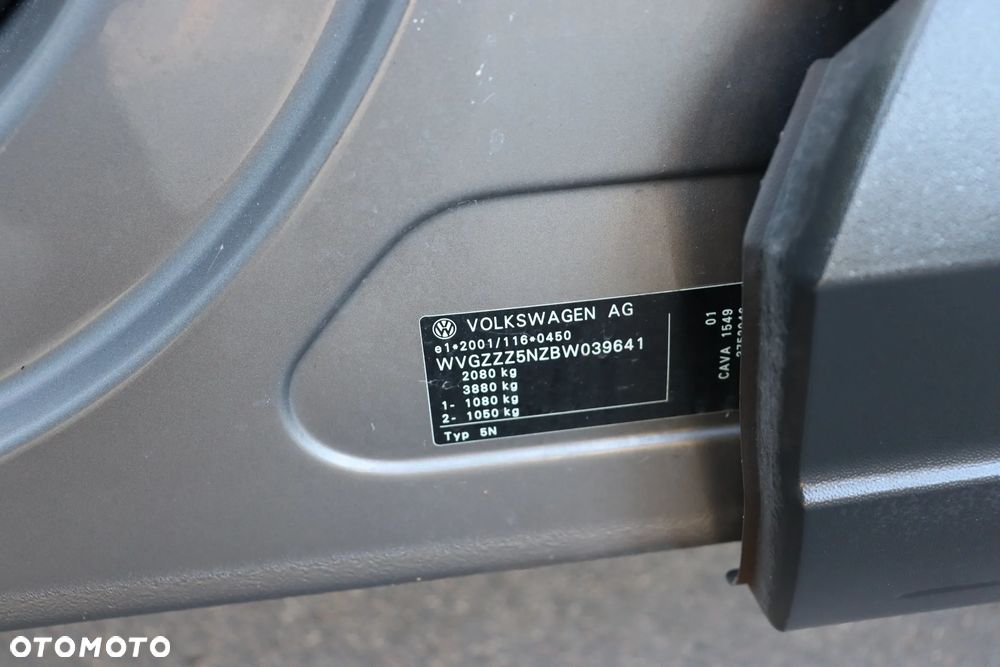 VOLKSWAGEN AG
e1*2001/116*0450
WVGZZZ5NZBW039641
2080 kg
3880 kg
1- 1080 kg
2- 1050 kg
Typ 5N
01
CAVA 1549
OTOMOTO